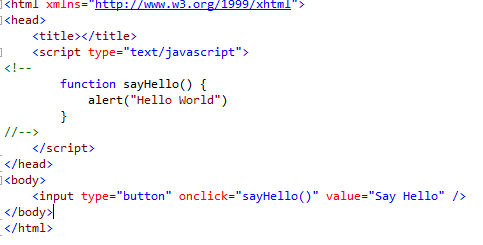 <html xmlns="http://www.w3.org/1999/xhtml">
<head>
    <title></title>
    <script type="text/javascript">
<!--
        function sayHello() {
            alert("Hello World")
        }
//-->
    </script>
</head>
<body>
    <input type="button" onclick="sayHello()" value="Say Hello" />
</body>
</html>